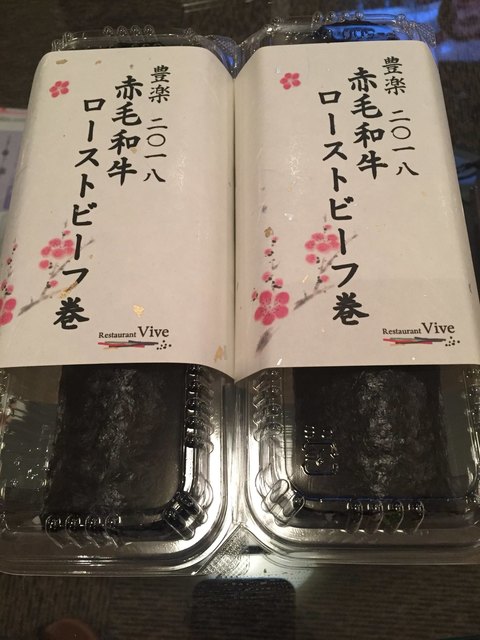 豊楽 二〇一八
赤毛和牛
ローストビーフ巻
Restaurant Vive
豊楽 二〇一八
赤毛和牛
ローストビーフ巻
Restaurant Vive